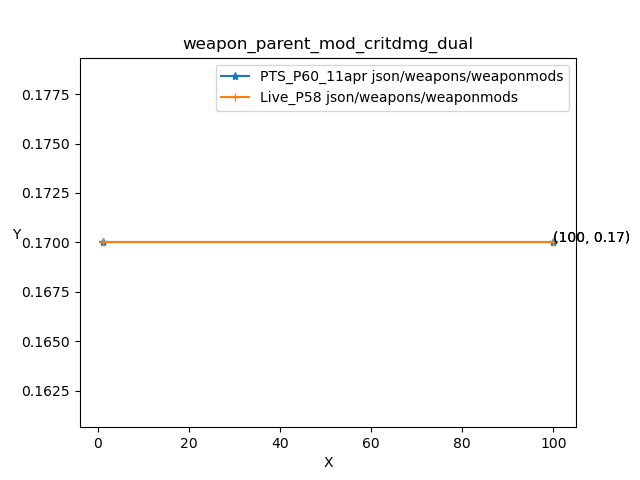 weapon_parent_mod_critdmg_dual
PTS_P60_11apr json/weapons/weaponmods
Live_P58 json/weapons/weaponmods
0.1775
0.1750
0.1725
Y
0.1700
(100, 0.17)
0.1675
0.1650
0.1625
0 20 40 60 80 100
X